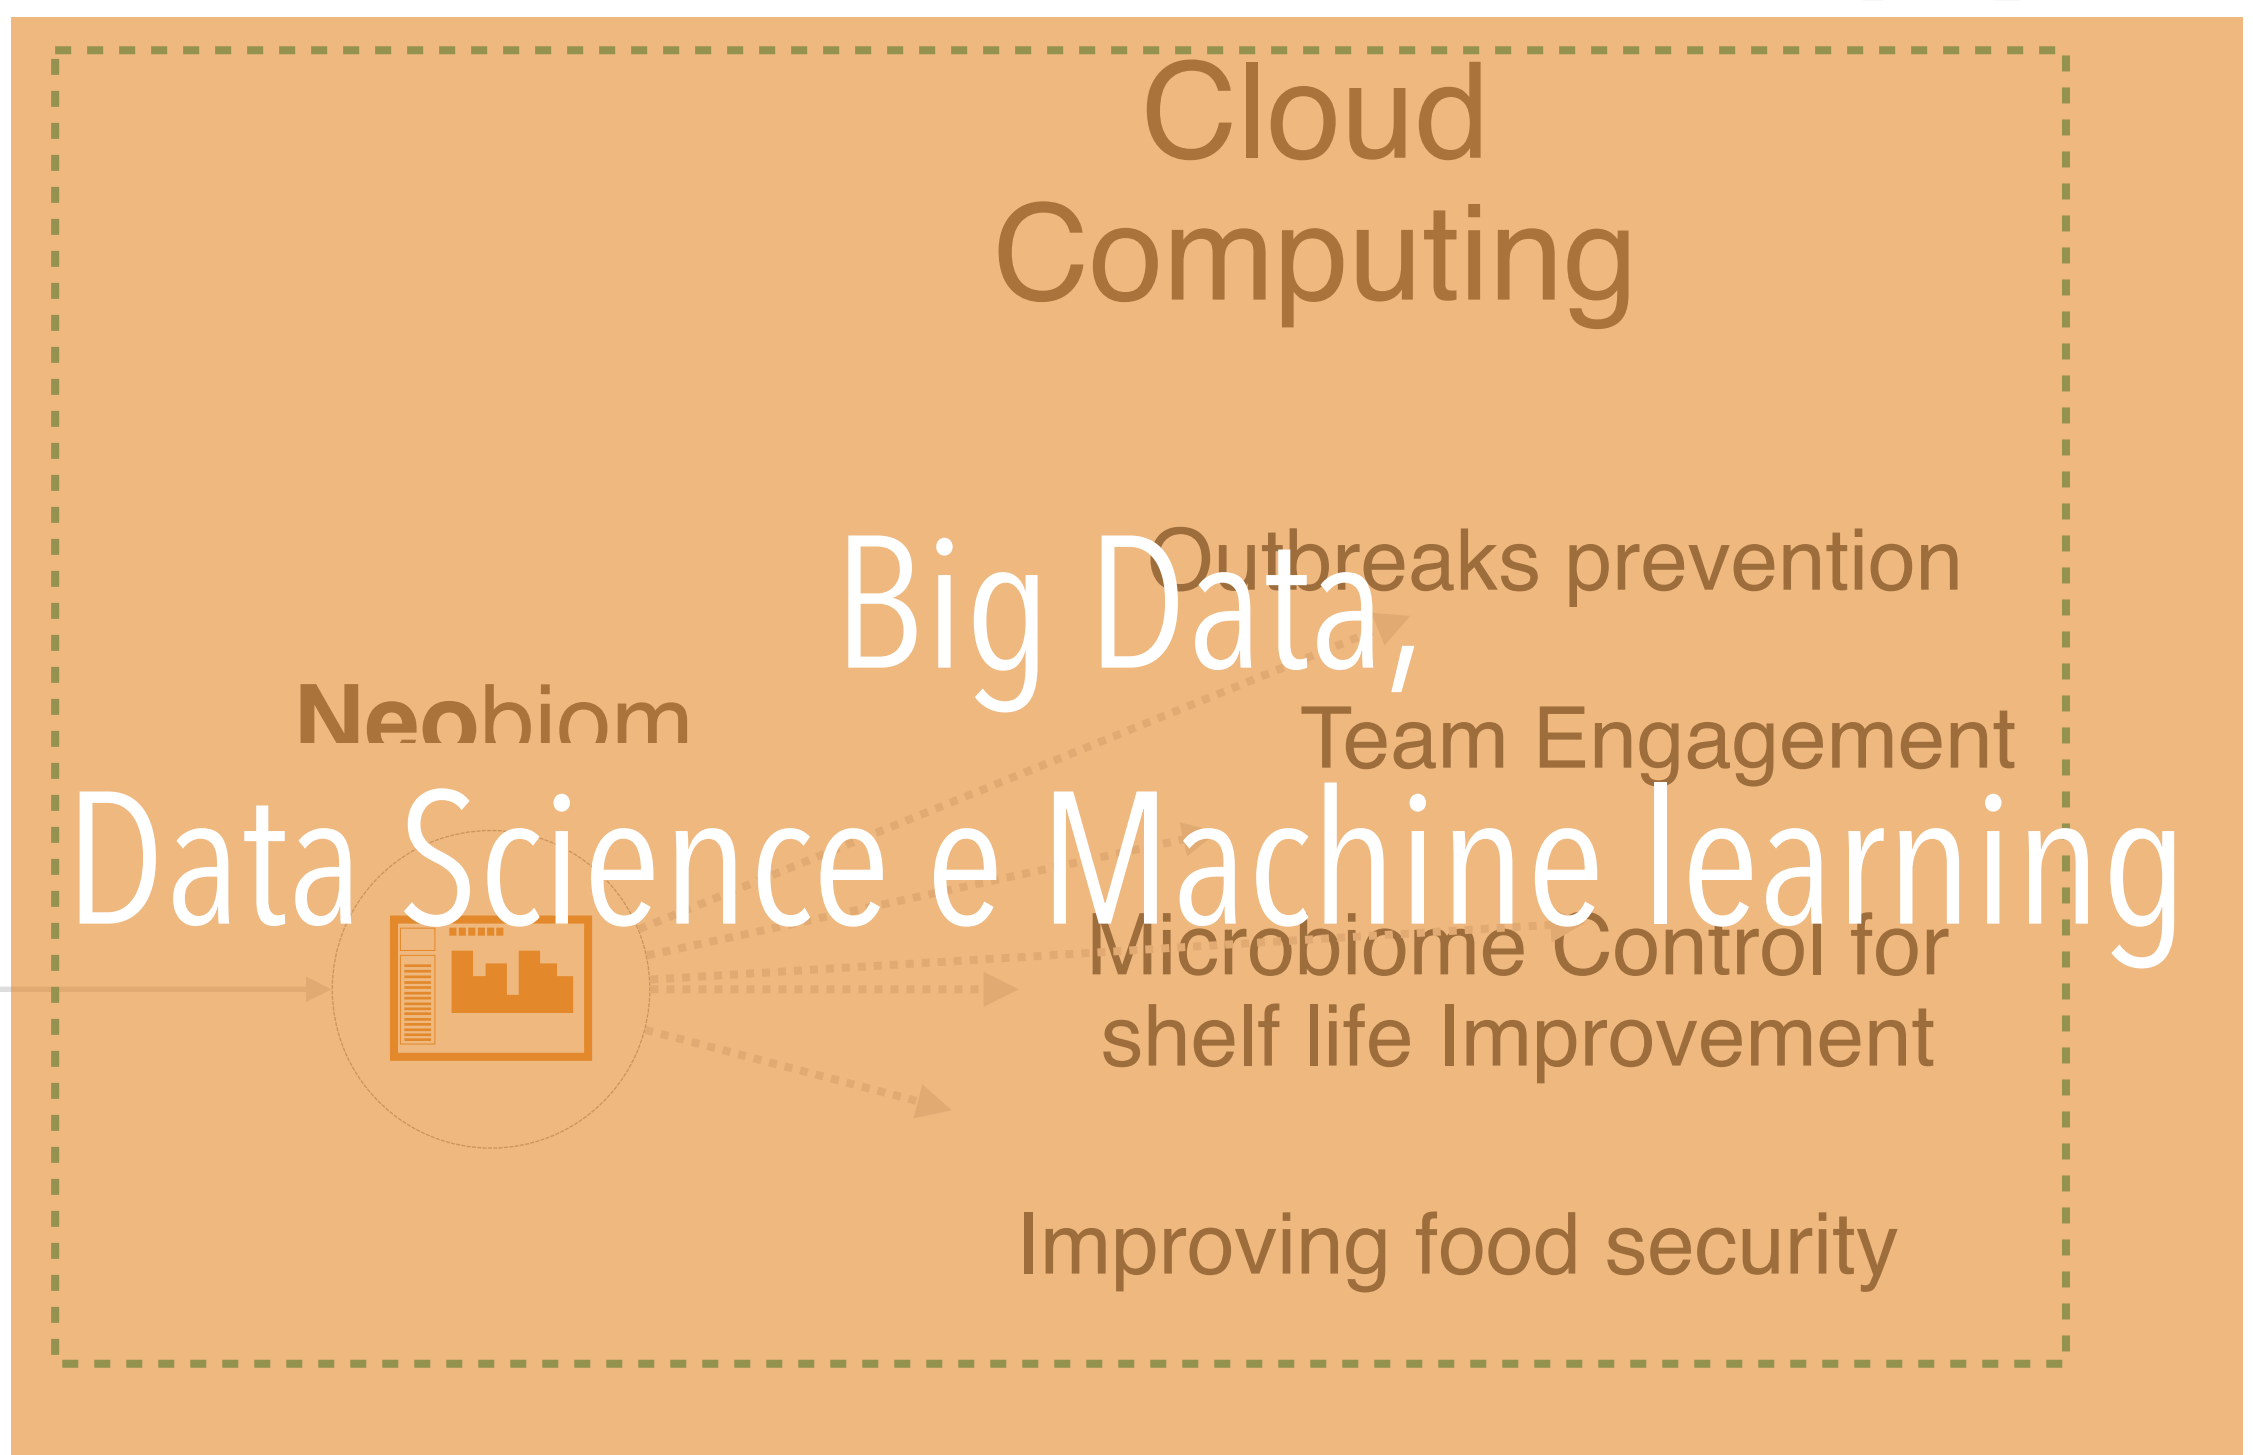 Cloud
Computing
Outbreaks prevention
Big Data,
Neobiom
Team Engagement
Data Science e Machine learning
Microbiome Control for
shelf life Improvement
Improving food security